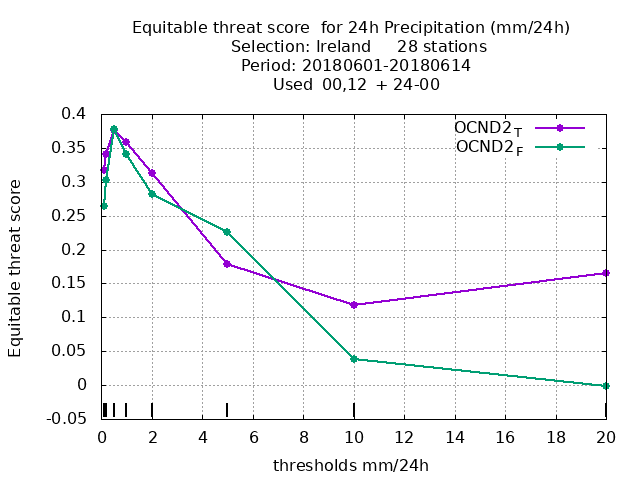 Equitable threat score  for 24h Precipitation (mm/24h)
Selection: Ireland     28 stations
Period: 20180601-20180614
Used  00,12  + 24-00
OCND2T
OCND2F
Equitable threat score
0.4
0.35
0.3
0.25
0.2
0.15
0.1
0.05
0
-0.05
0 2 4 6 8 10 12 14 16 18 20
thresholds mm/24h